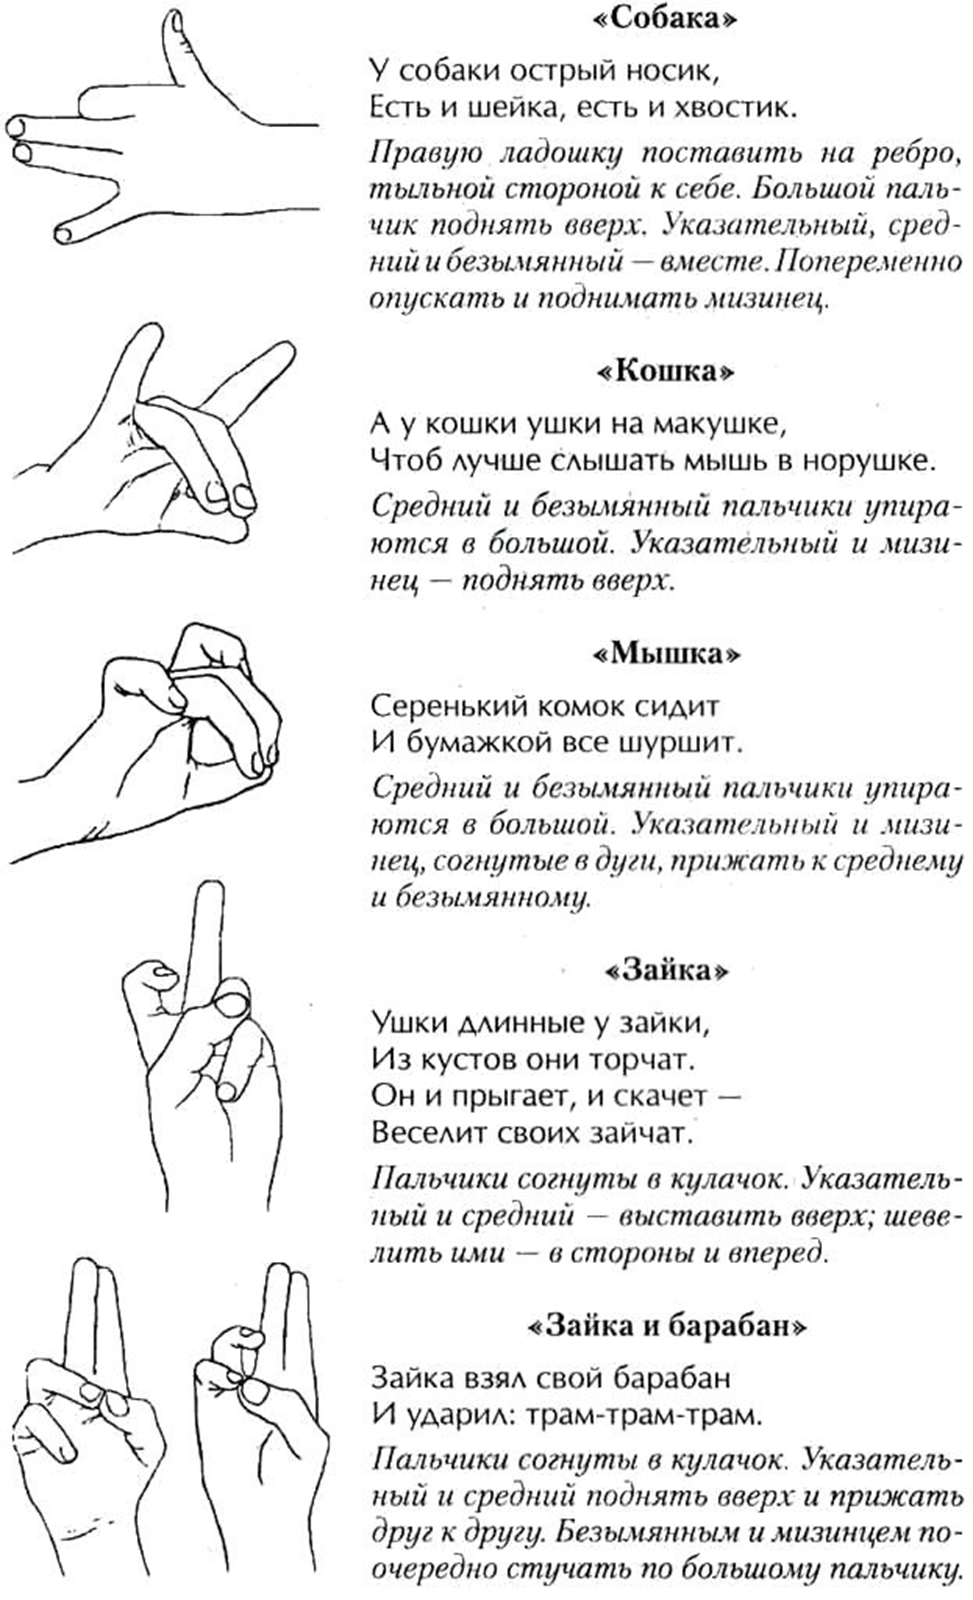 «Собака»
У собаки острый носик,
Есть и шейка, есть и хвостик.
Правую ладошку поставить на ребро,
тыльной стороной к себе. Большой паль-
чик поднять вверх. Указательный, сред-
ний и безымянный — вместе. Попеременно
опускать и поднимать мизинец.
«Кошка»
А у кошки ушки на макушке,
Чтоб лучше слышать мышь в норушке.
Средний и безымянный пальчики упира-
ются в большой. Указательный и мизи-
нец — поднять вверх.
«Мышка»
Серенький комок сидит
И бумажкой все шуршит.
Средний и безымянный пальчики упира-
ются в большой. Указательный и мизи-
нец, согнутые в дуги, прижать к среднему
и безымянному.
«Зайка»
Ушки длинные у зайки,
Из кустов они торчат.
Он и прыгает, и скачет —
Веселит своих зайчат.
Пальчики согнуты в кулачок. Указатель-
ный и средний — выставить вверх; шеве-
лить ими — в стороны и вперед.
«Зайка и барабан»
Зайка взял свой барабан
И ударил: трам-трам-трам.
Пальчики согнуты в кулачок. Указатель-
ный и средний поднять вверх и прижать
друг к другу. Безымянным и мизинцем по-
очередно стучать по большому пальчику.